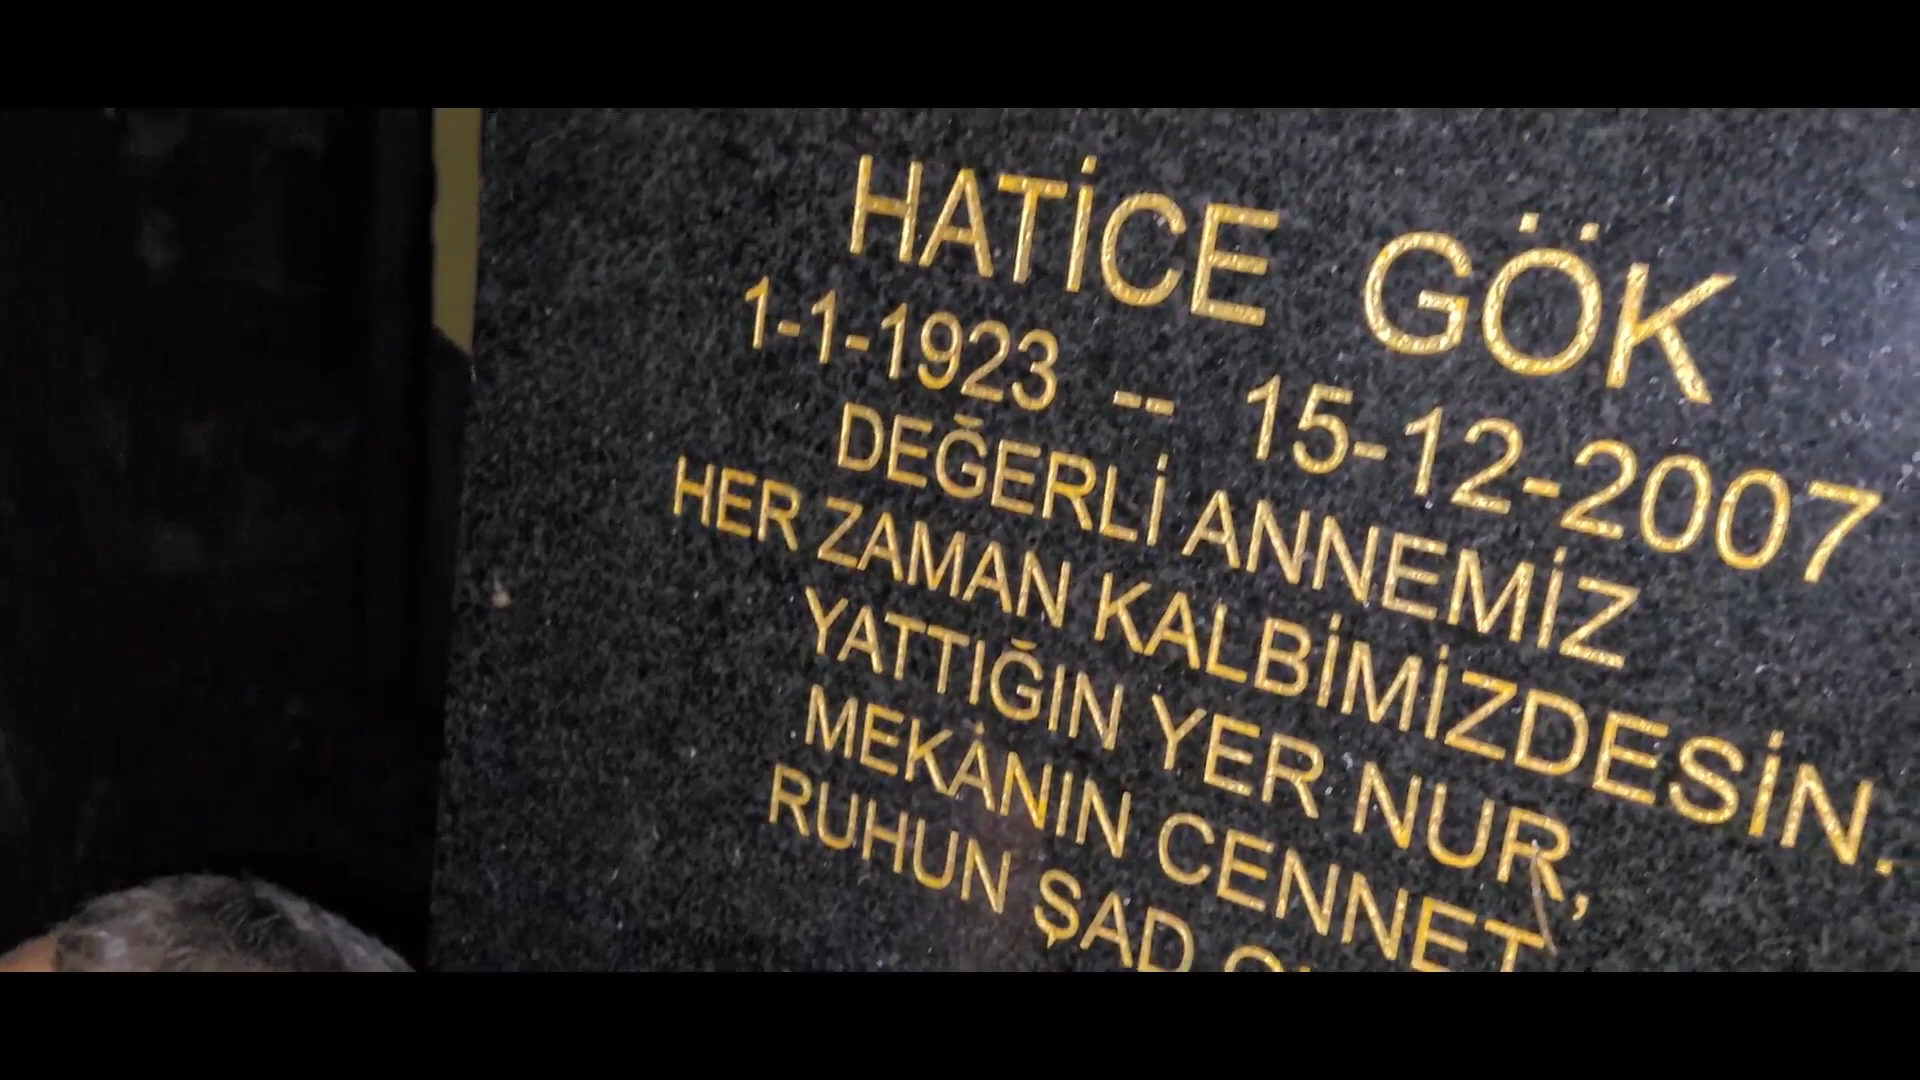 HATİCE GÖK
1-1-1923 -- 15-12-2007
DEĞERLİ ANNEMİZ
HER ZAMAN KALBİMİZDESİN.
YATTIĞIN YER NUR,
MEKÂNIN CENNET
RUHUN ŞAD